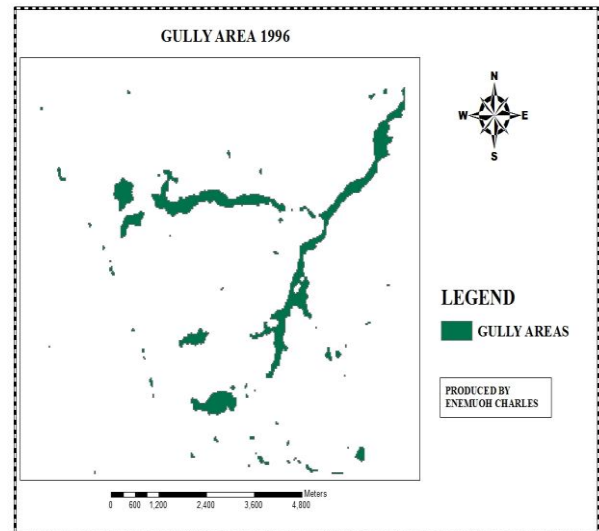 GULLY AREA 1996
N
W E
S
LEGEND
GULLY AREAS
PRODUCED BY
ENEMUOH CHARLES
Meters
0 600 1,200 2,400 3,600 4,800